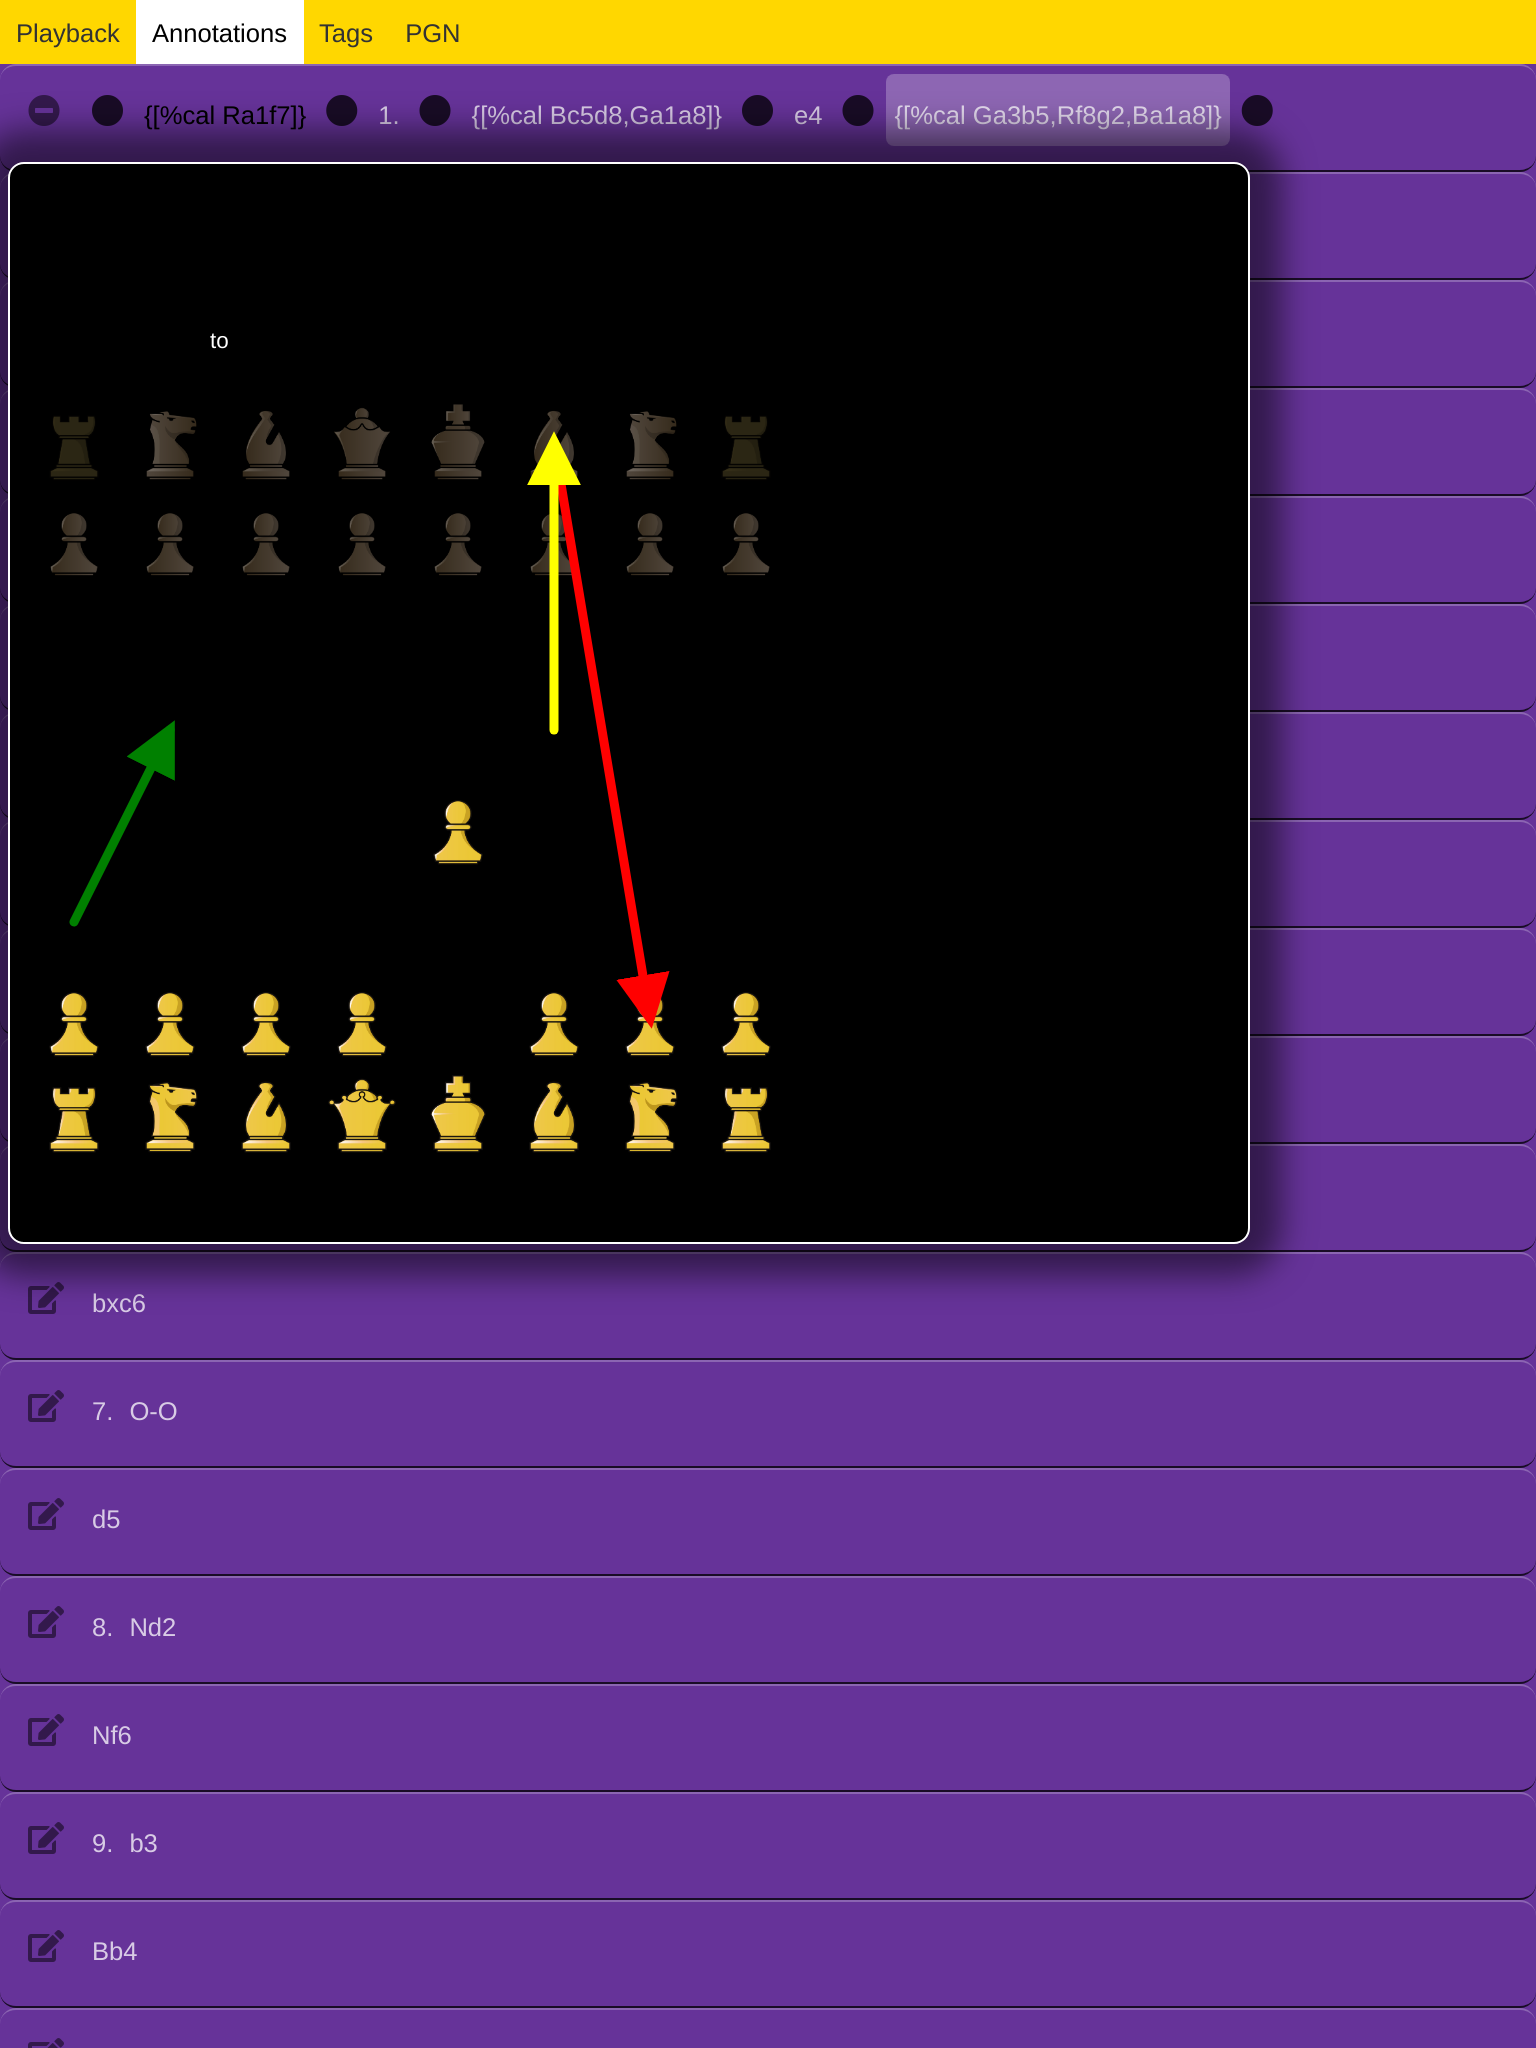 Playback Annotations Tags PGN
{[%cal Ra1f7]} 1. {[%cal Bc5d8,Ga1a8]} e4 {[%cal Ga3b5,Rf8g2,Ba1a8]}
to
bxc6
7. O-O
d5
8. Nd2
Nf6
9. b3
Bb4